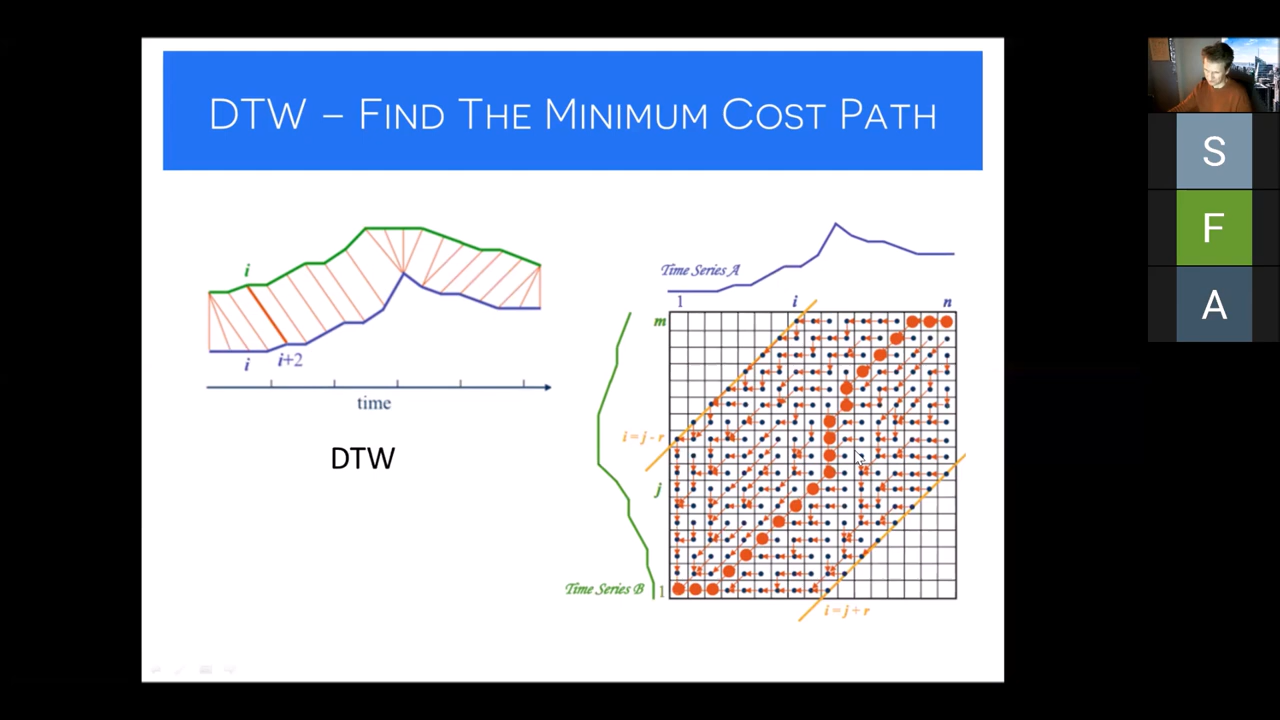 DTW – FIND THE MINIMUM COST PATH
i
i
i+2
time
DTW
Time Series A
1
i
n
m
i = j - r
j
Time Series B
1
i = j + r
S
F
A